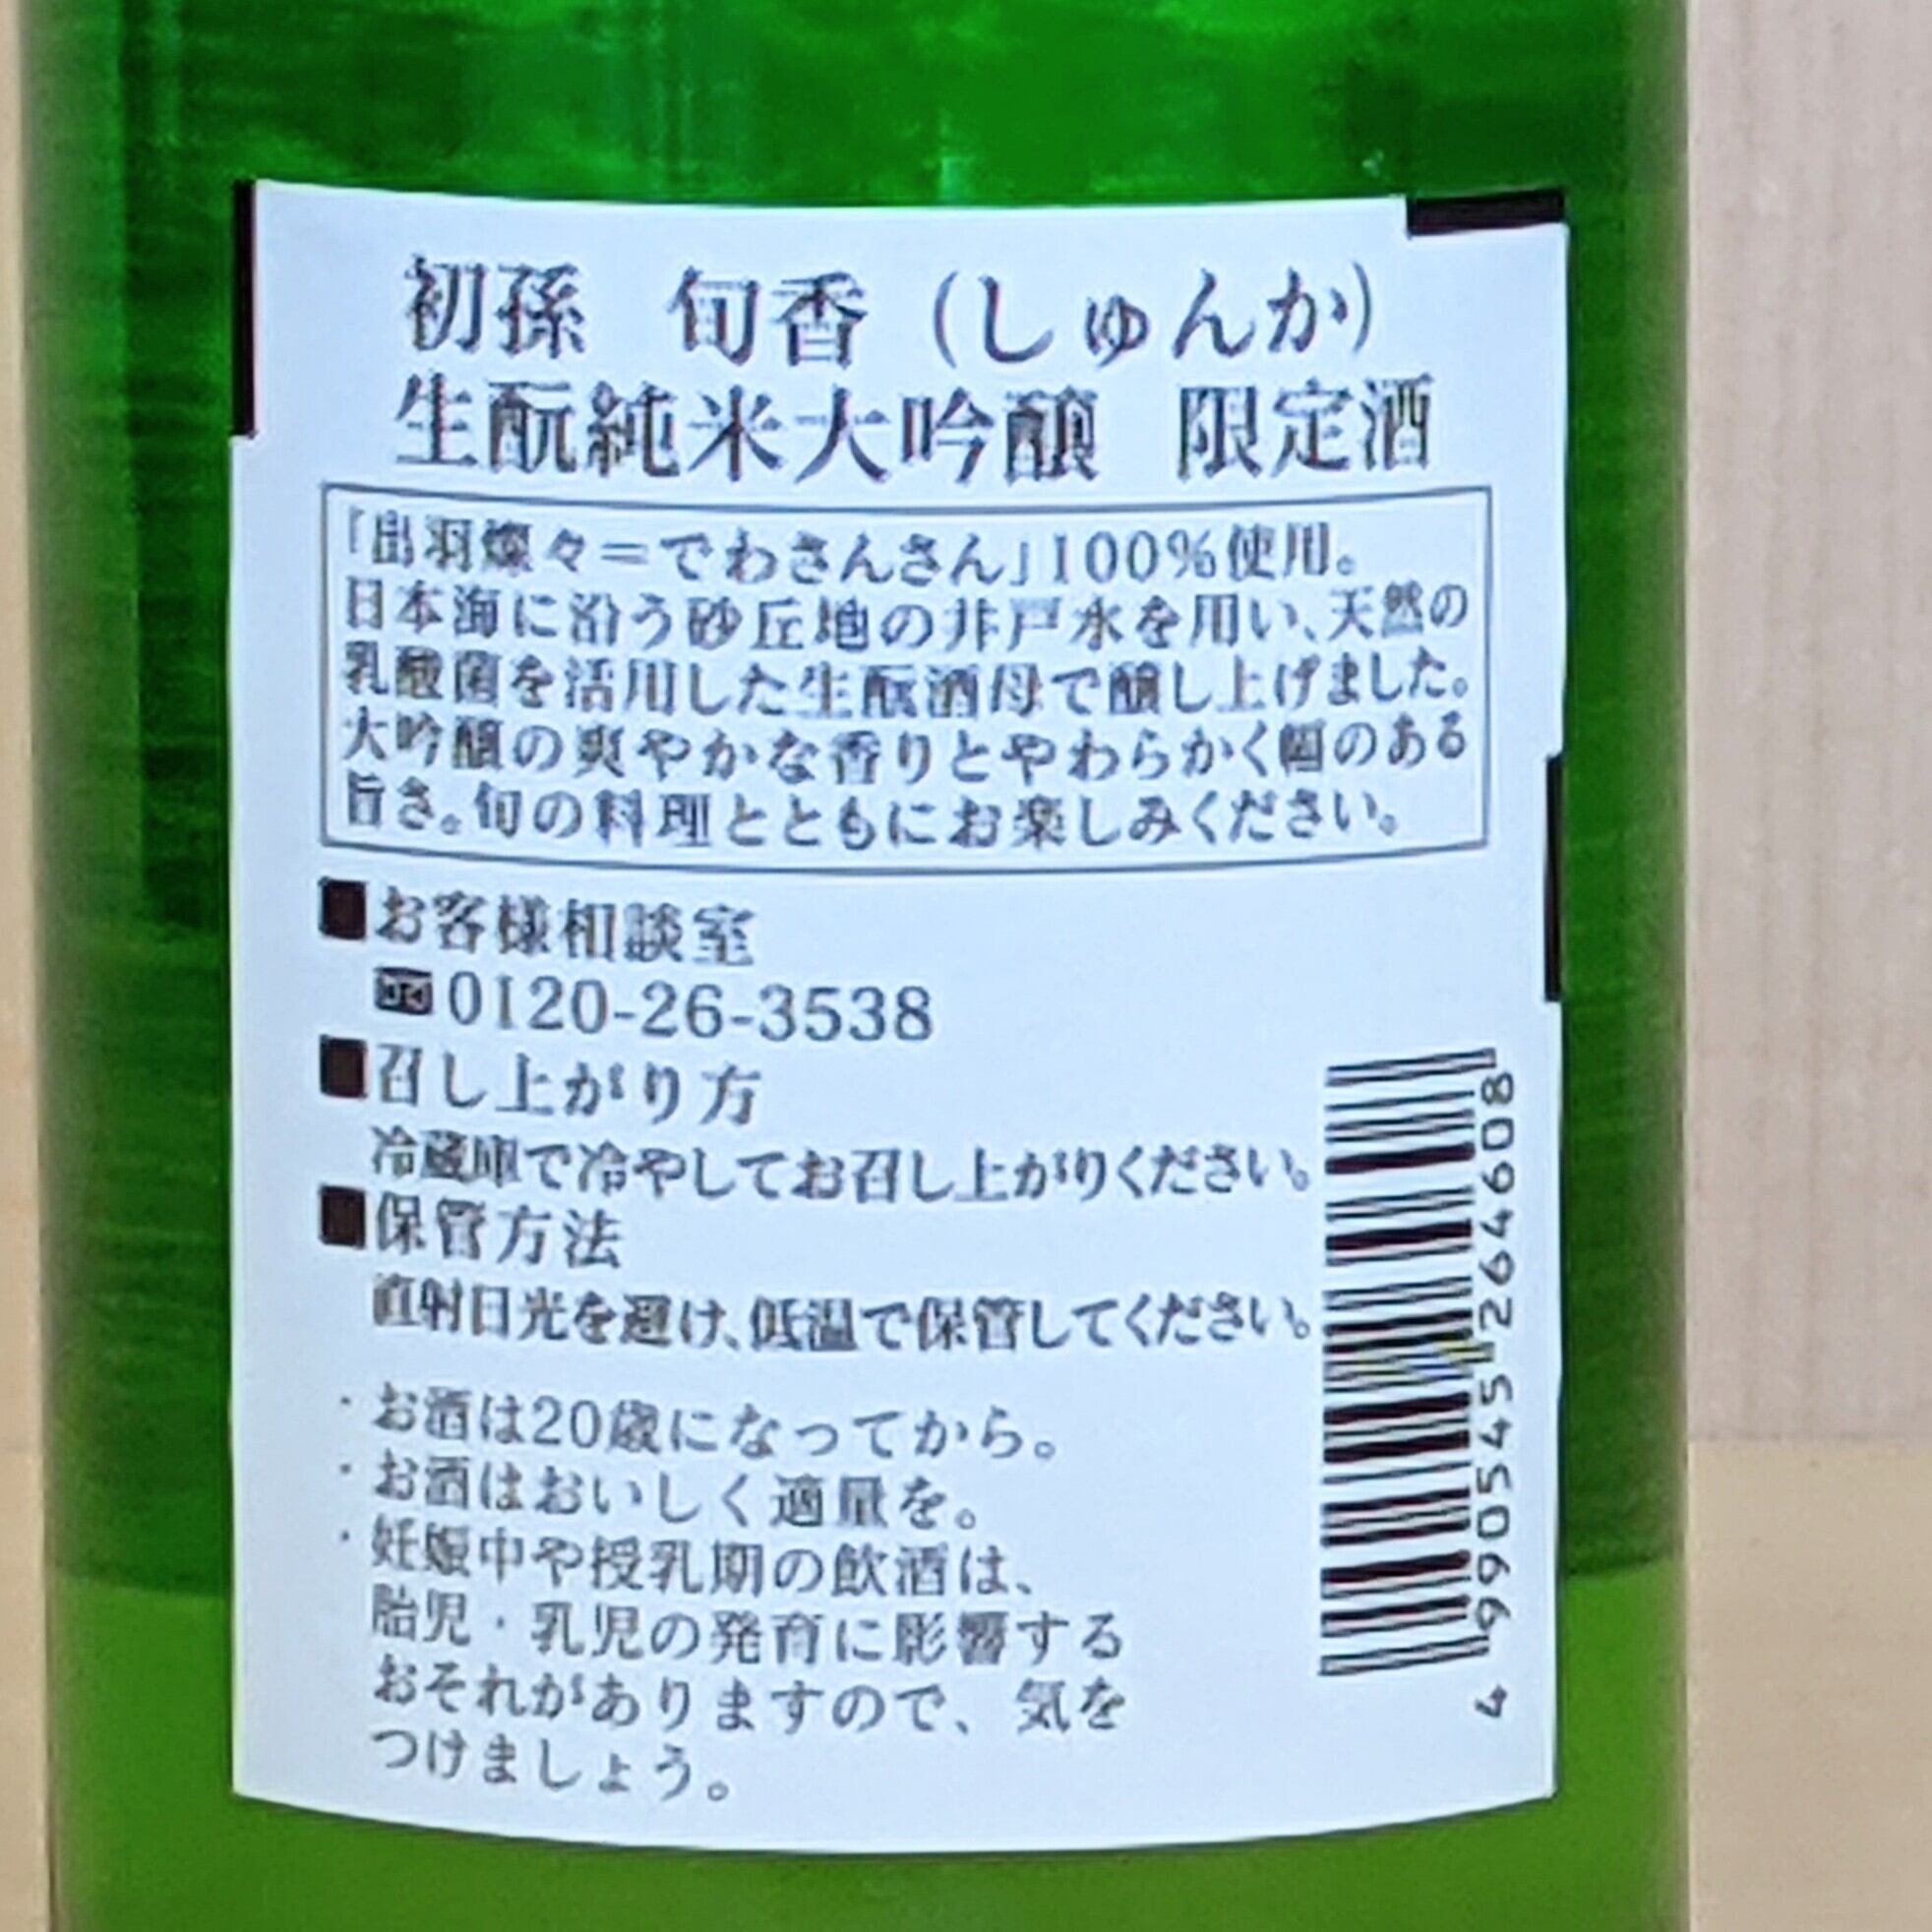 初孫 旬香(しゅんか)
生酛純米大吟醸 限定酒
「出羽燦々=でわさんさん」100%使用。
日本海に沿う砂丘地の井戸水を用い、天然の
乳酸菌を活用した生酛酒母で醸し上げました。
大吟醸の爽やかな香りとやわらかく幅のある
旨さ。旬の料理とともにお楽しみください。
■お客様相談室
0120-26-3538
■召し上がり方
冷蔵庫で冷やしてお召し上がりください。
■保管方法
直射日光を避け、低温で保管してください。
・お酒は20歳になってから。
・お酒はおいしく適量を。
・妊娠中や授乳期の飲酒は、
胎児・乳児の発育に影響する
おそれがありますので、気を
つけましょう。
4 990545 264608